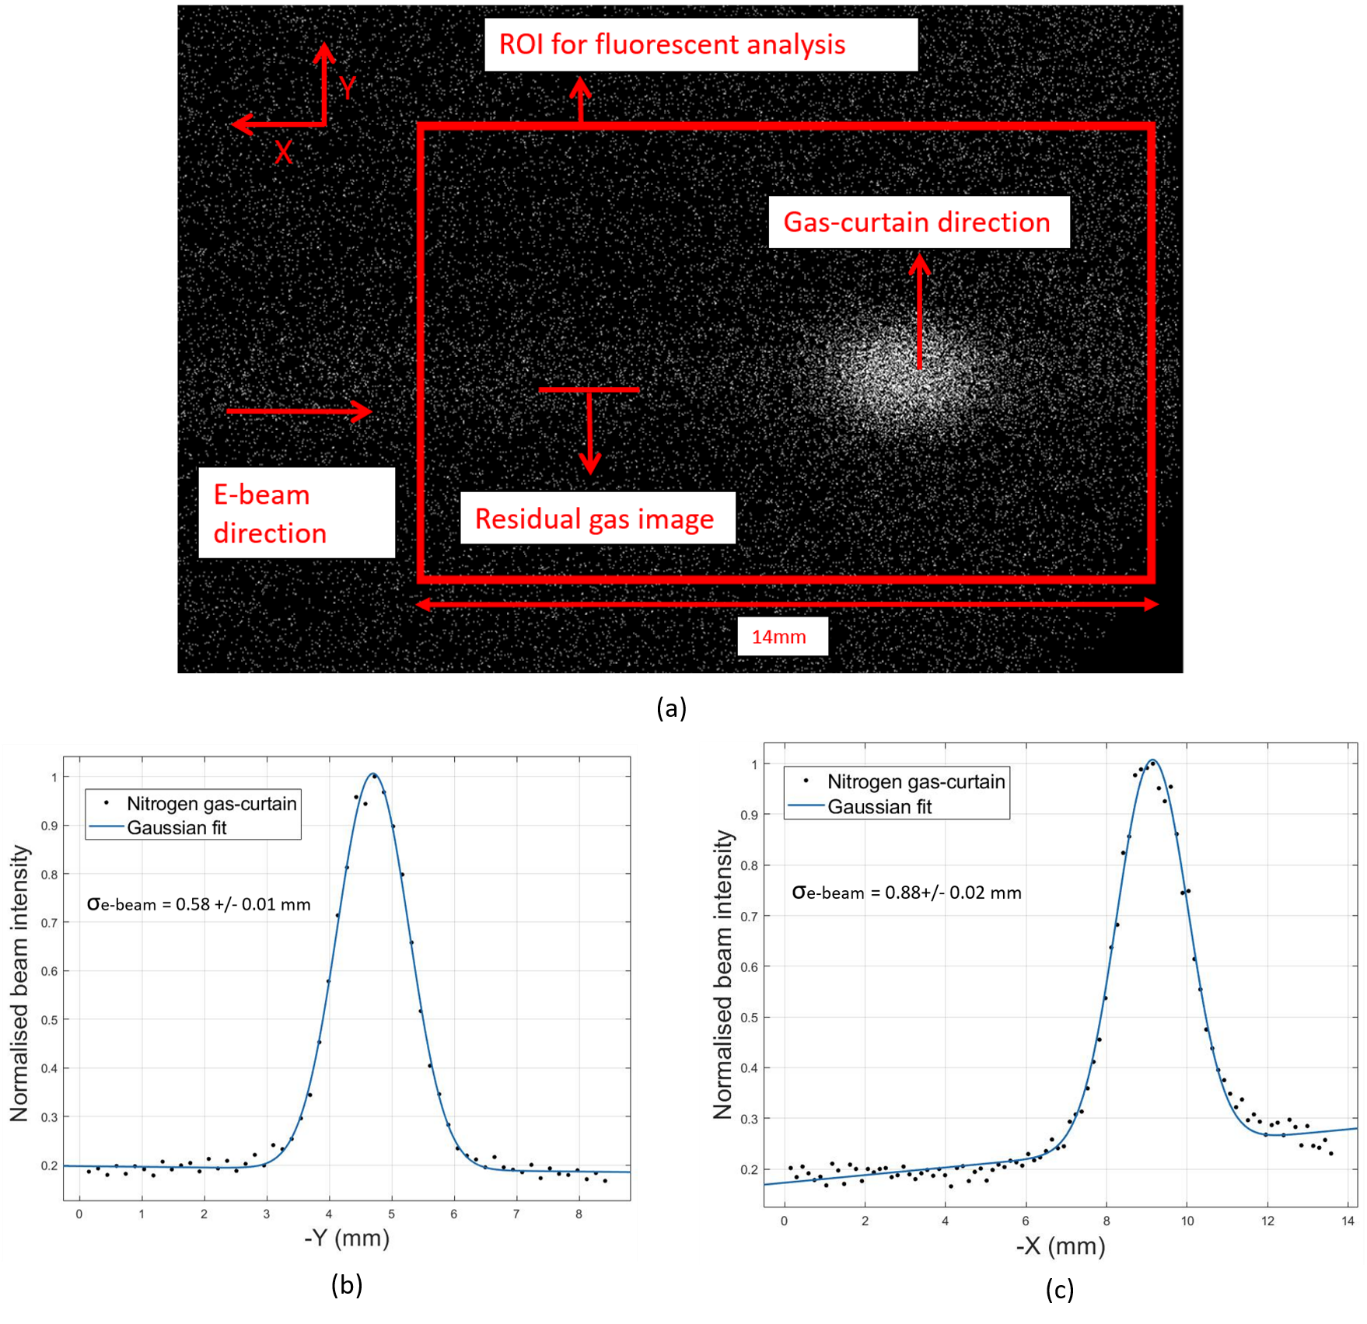 ROI for fluorescent analysis
Y
X
Gas-curtain direction
E-beam
direction
Residual gas image
14mm
(a)
1
0.9
0.8
0.7
0.6
0.5
0.4
0.3
0.2
Nitrogen gas-curtain
Gaussian fit
σe-beam = 0.58 +/- 0.01 mm
Normalised beam intensity
0 1 2 3 4 5 6 7 8
-Y (mm)
(b)
1
0.9
0.8
0.7
0.6
0.5
0.4
0.3
0.2
Nitrogen gas-curtain
Gaussian fit
σe-beam = 0.88+/- 0.02 mm
Normalised beam intensity
0 2 4 6 8 10 12 14
-X (mm)
(c)